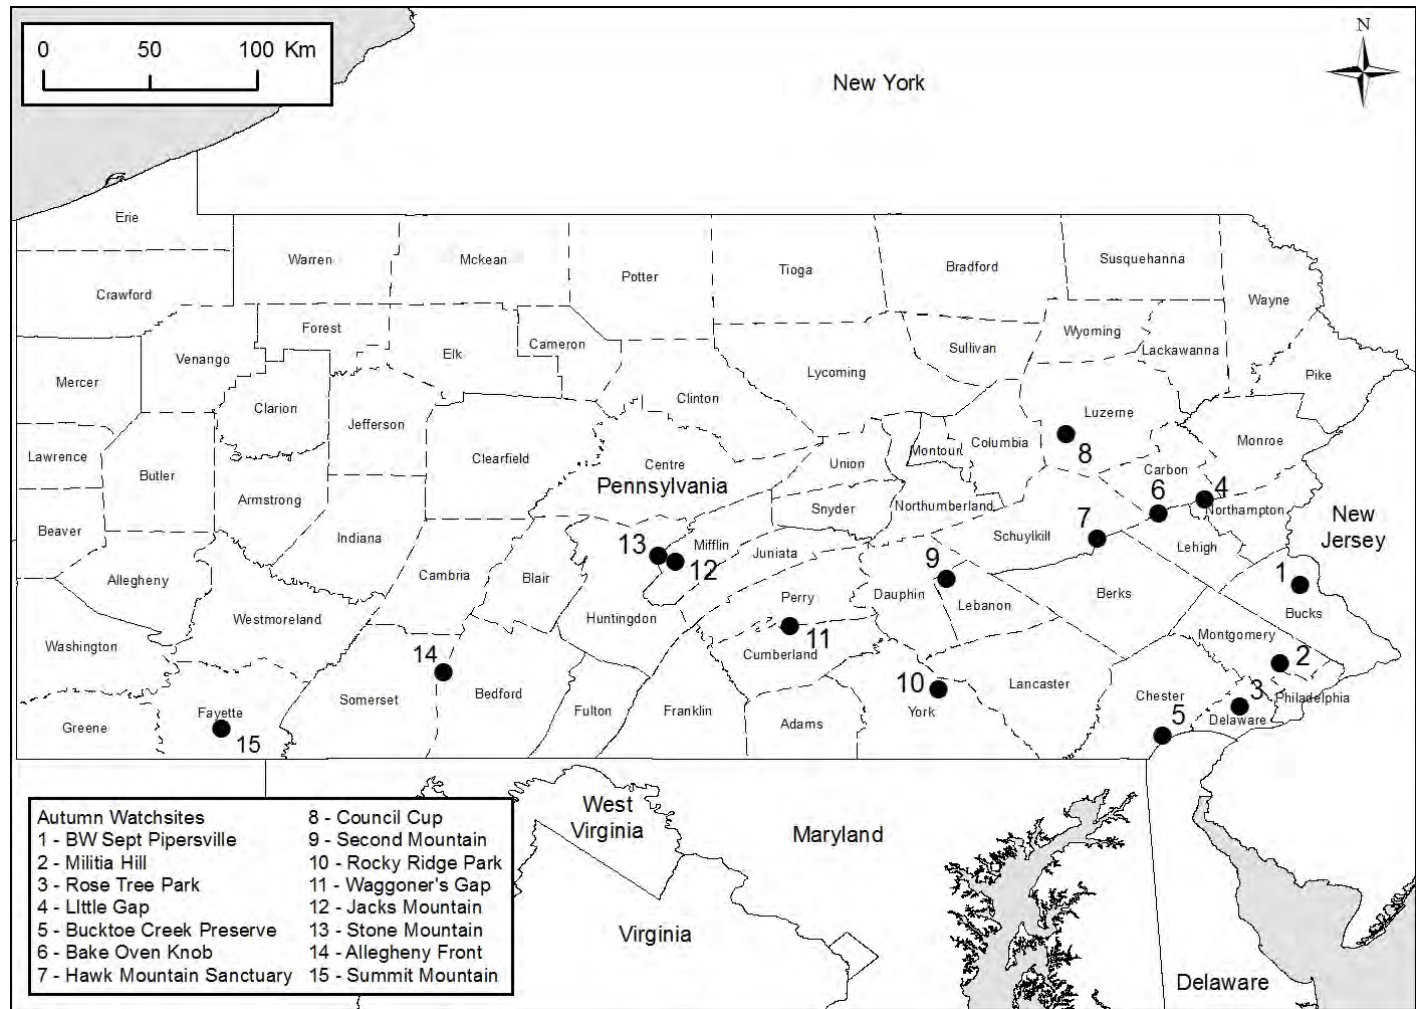 0 50 100 Km
N
New York
Erie
Warren
Mckean
Potter
Tioga
Bradford
Susquehanna
Wayne
Crawford
Forest
Elk
Cameron
Venango
Mercer
Clarion
Jefferson
Clinton
Lycoming
Sullivan
Wyoming
Lackawanna
Pike
Luzerne
8
Lawrence
Butler
Clearfield
Centre
Pennsylvania
Union
Montour
Columbia
Monroe
Carbon
Armstrong
Snyder
Northumberland
6
4
Northampton
New
Jersey
Beaver
Indiana
13
12
Mifflin
Juniata
Schuylkill
7
Lehigh
Allegheny
Cambria
Blair
Huntingdon
Perry
Dauphin
9
Lebanon
Berks
1
Bucks
Westmoreland
Washington
11
Cumberland
Montgomery
2
14
Somerset
Bedford
Fulton
Franklin
Adams
10
York
Lancaster
Chester
5
3
Delaware
Philadelphia
Greene
Fayette
15
West
Virginia
Maryland
Virginia
Delaware
Autumn Watchsites
1 - BW Sept Pipersville
2 - Militia Hill
3 - Rose Tree Park
4 - LIttle Gap
5 - Bucktoe Creek Preserve
6 - Bake Oven Knob
7 - Hawk Mountain Sanctuary
8 - Council Cup
9 - Second Mountain
10 - Rocky Ridge Park
11 - Waggoner's Gap
12 - Jacks Mountain
13 - Stone Mountain
14 - Allegheny Front
15 - Summit Mountain